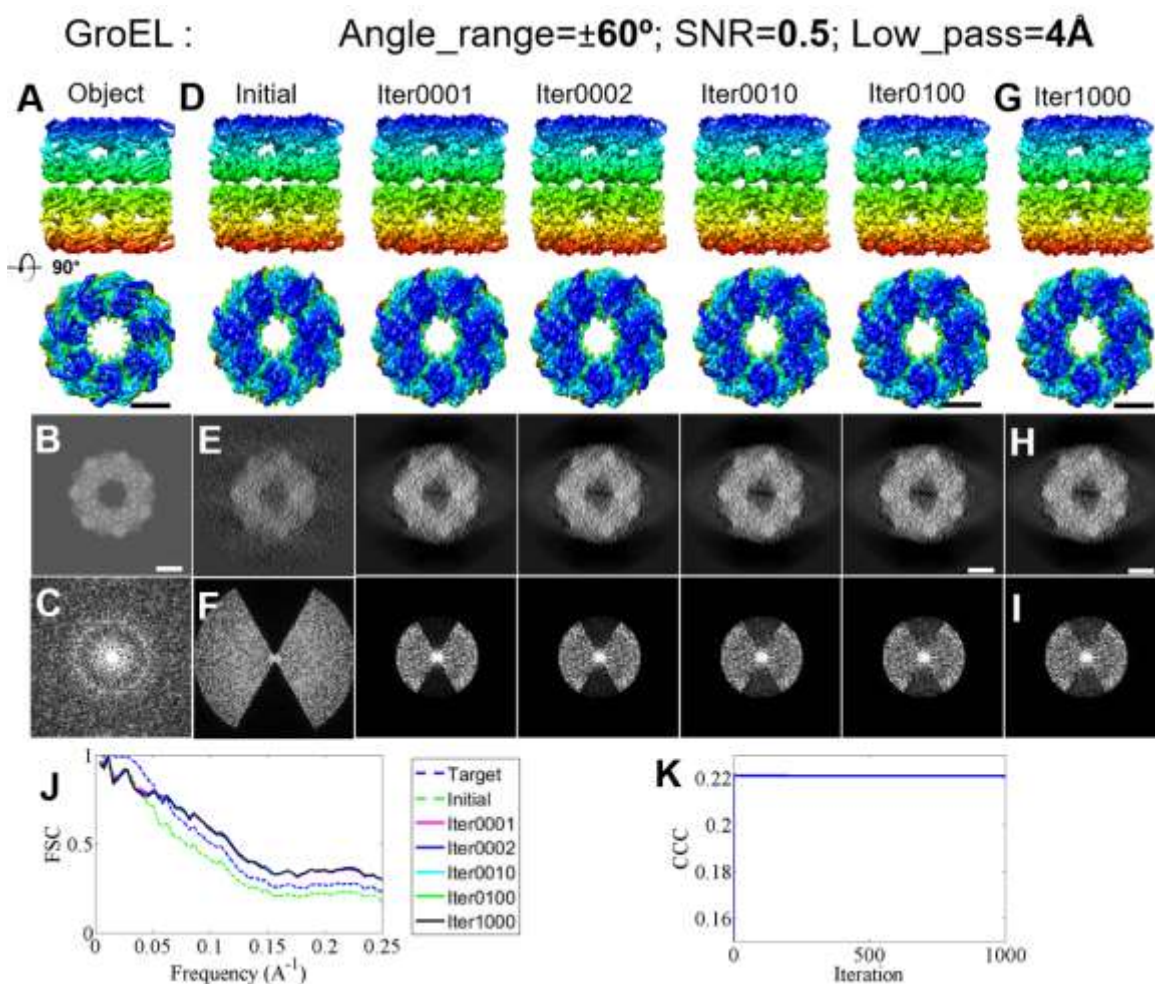 GroEL : Angle_range=±60º; SNR=0.5; Low_pass=4Å
A Object D Initial Iter0001 Iter0002 Iter0010 Iter0100 G Iter1000
90°
B E H
C F I
J
1
0.5
0
FSC
0 0.05 0.1 0.15 0.2 0.25
Frequency (A⁻¹)
Target
Initial
Iter0001
Iter0002
Iter0010
Iter0100
Iter1000
K
0.22
0.2
0.18
0.16
CCC
0 500 1000
Iteration